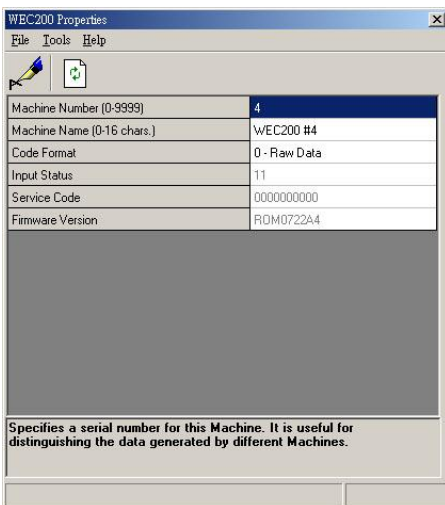 WEC200 Properties
File Tools Help
Machine Number (0-9999) 4
Machine Name (0-16 chars.) WEC200 #4
Code Format 0 - Raw Data
Input Status 11
Service Code 0000000000
Firmware Version ROM0722A4
Specifies a serial number for this Machine. It is useful for
distinguishing the data generated by different Machines.